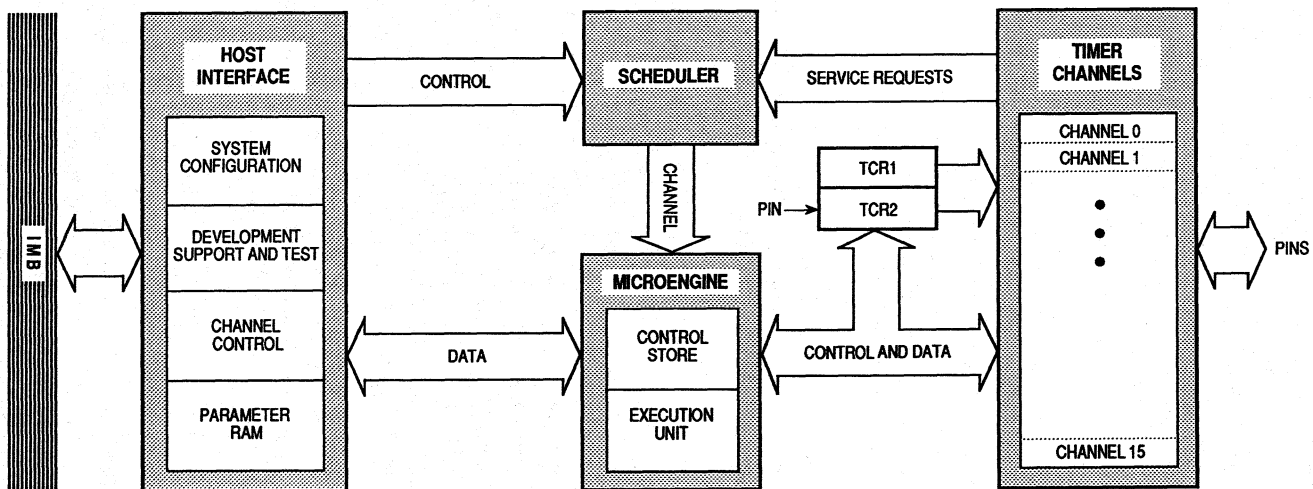 IMB
HOST
INTERFACE
SYSTEM
CONFIGURATION
DEVELOPMENT
SUPPORT AND TEST
CHANNEL
CONTROL
PARAMETER
RAM
CONTROL
DATA
SCHEDULER
CHANNEL
MICROENGINE
CONTROL
STORE
EXECUTION
UNIT
SERVICE REQUESTS
TCR1
PIN
TCR2
CONTROL AND DATA
TIMER
CHANNELS
CHANNEL 0
CHANNEL 1
CHANNEL 15
PINS